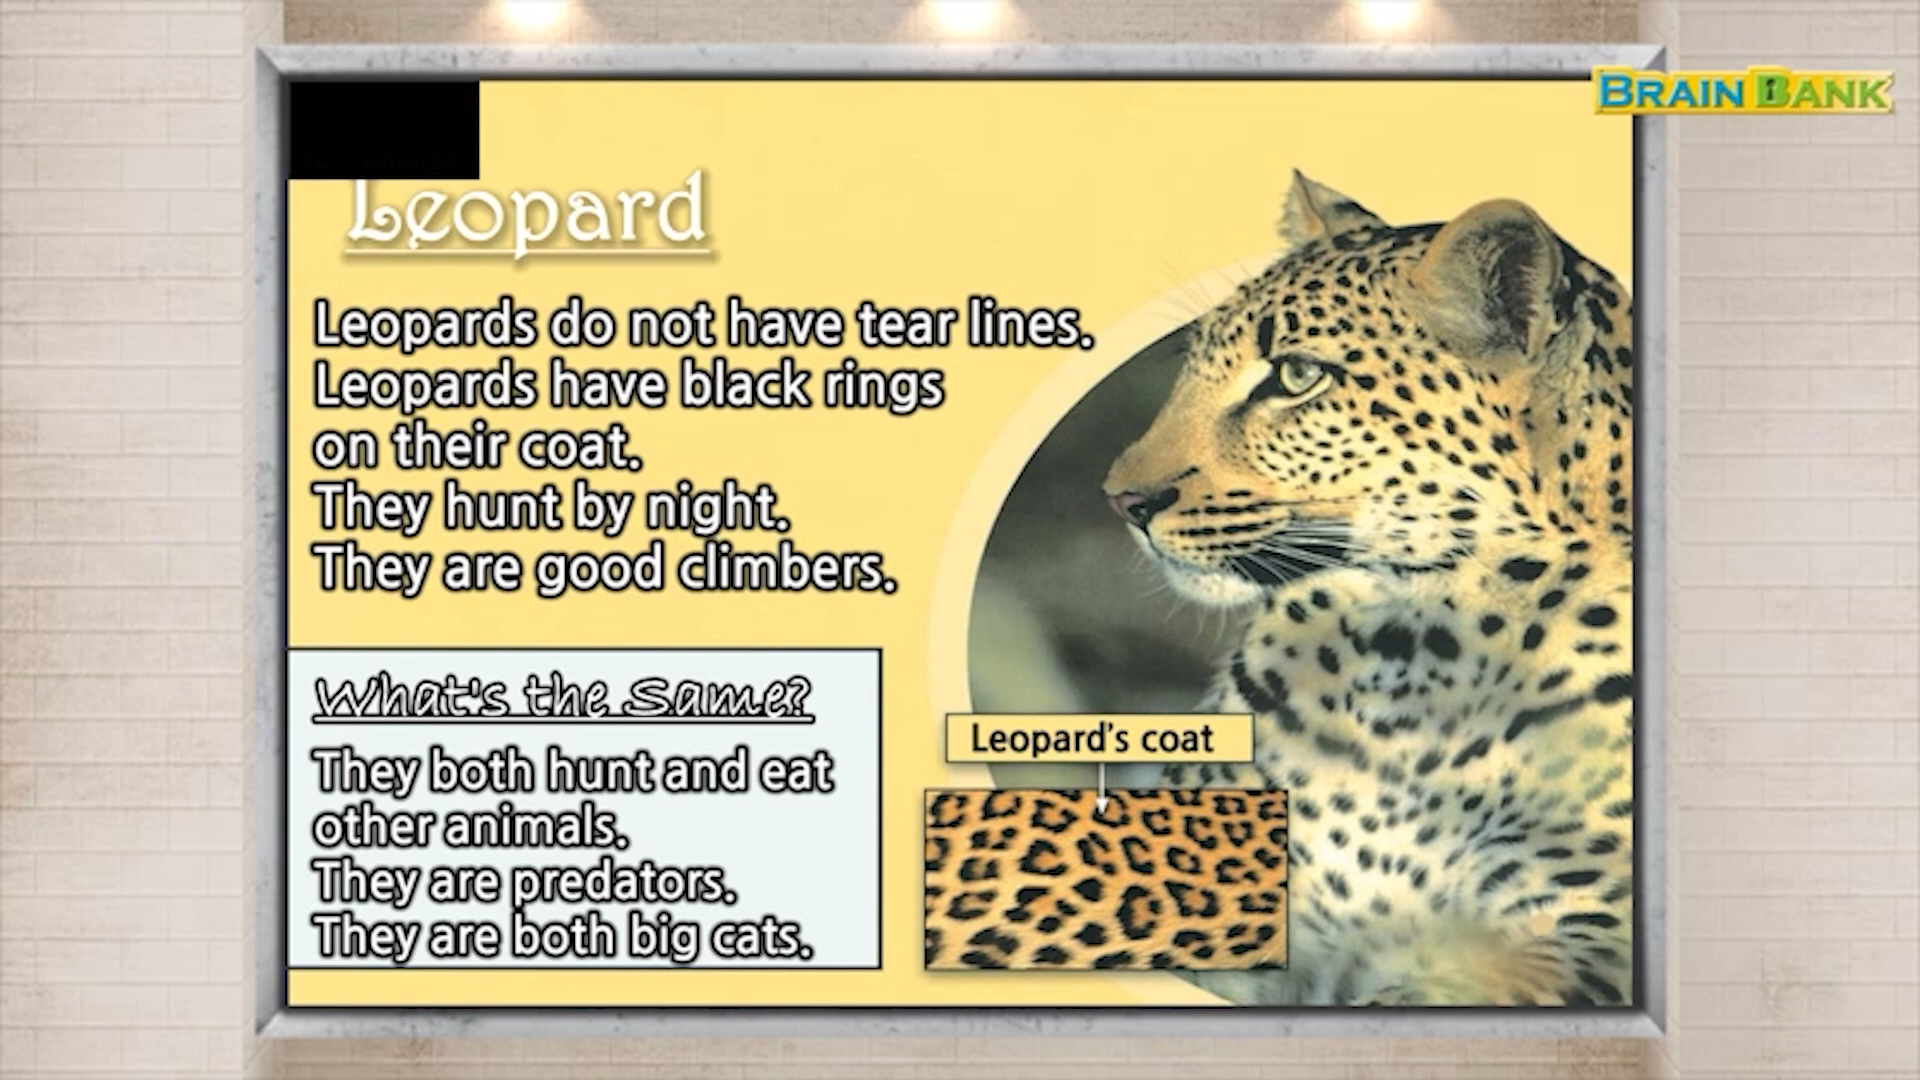 BRAIN BANK
Leopard
Leopards do not have tear lines.
Leopards have black rings
on their coat.
They hunt by night.
They are good climbers.
What's the Same?
They both hunt and eat
other animals.
They are predators.
They are both big cats.
Leopard's coat